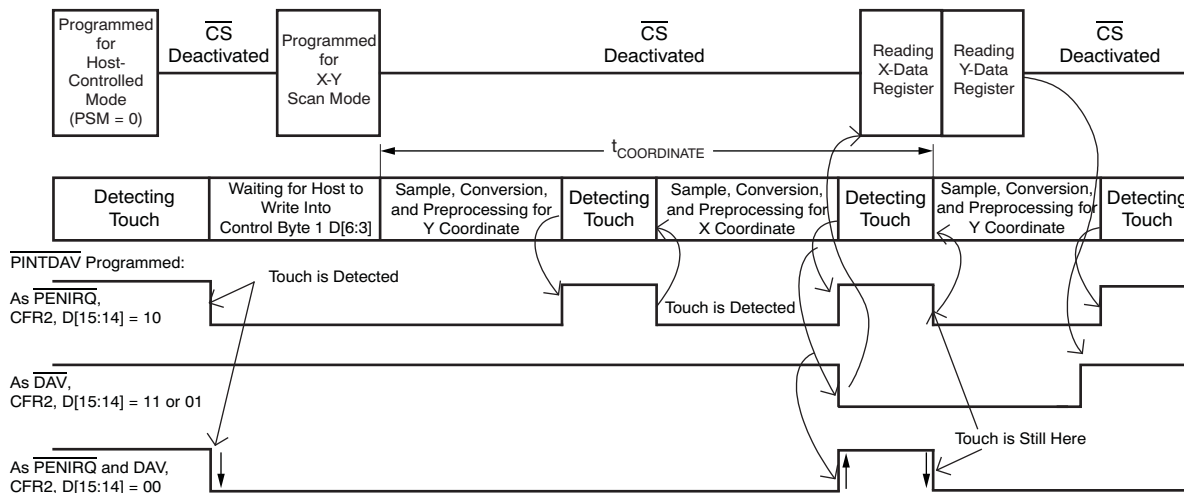 Programmed
for
Host-
Controlled
Mode
(PSM = 0)
CS
Deactivated
Programmed
for
X-Y
Scan Mode
CS
Deactivated
Reading
X-Data
Register
Reading
Y-Data
Register
CS
Deactivated
tCOORDINATE
Detecting
Touch
Waiting for Host to
Write Into
Control Byte 1 D[6:3]
Sample, Conversion,
and Preprocessing for
Y Coordinate
Detecting
Touch
Sample, Conversion,
and Preprocessing for
X Coordinate
Detecting
Touch
Sample, Conversion,
and Preprocessing for
Y Coordinate
Detecting
Touch
PINTDAV Programmed:
Touch is Detected
As PENIRQ,
CFR2, D[15:14] = 10
Touch is Detected
As DAV,
CFR2, D[15:14] = 11 or 01
Touch is Still Here
As PENIRQ and DAV,
CFR2, D[15:14] = 00